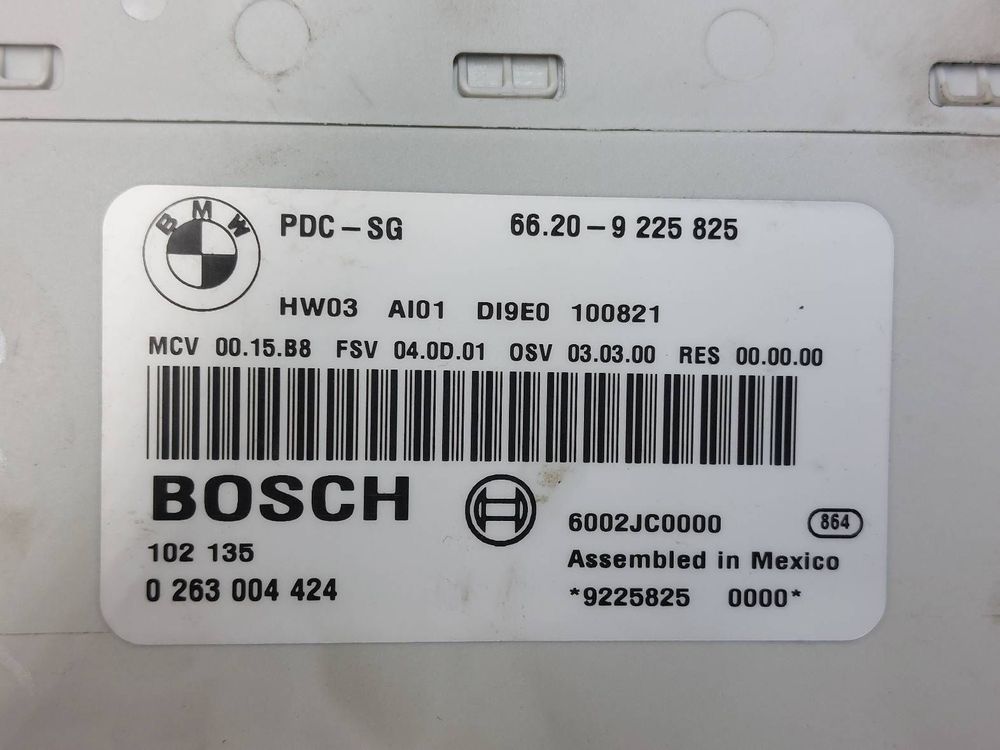 BMW
PDC-SG 66.20-9 225 825
HW03 AI01 DI9E0 100821
MCV 00.15.B8 FSV 04.0D.01 OSV 03.03.00 RES 00.00.00
BOSCH
6002JC0000 864
102 135 Assembled in Mexico
0 263 004 424 *9225825 0000*